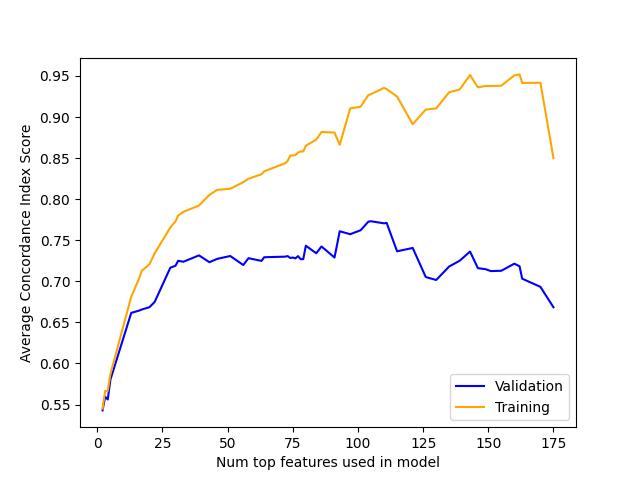 0.95
0.90
0.85
0.80
0.75
0.70
0.65
0.60
0.55
Average Concordance Index Score
0 25 50 75 100 125 150 175
Num top features used in model
Validation
Training